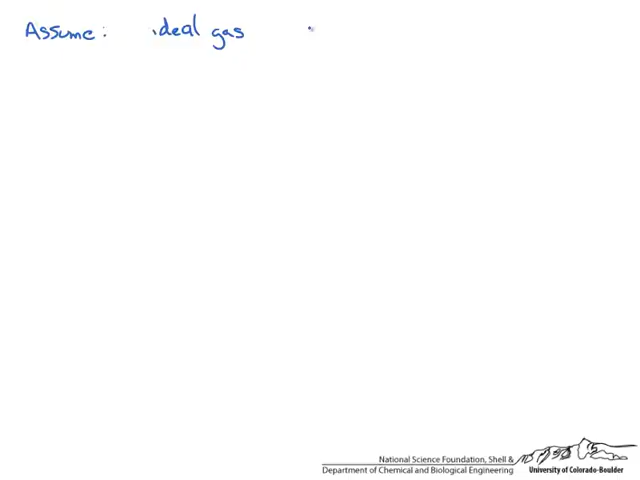 Assume: ideal gas
National Science Foundation, Shell &
Department of Chemical and Biological Engineering
University of Colorado-Boulder